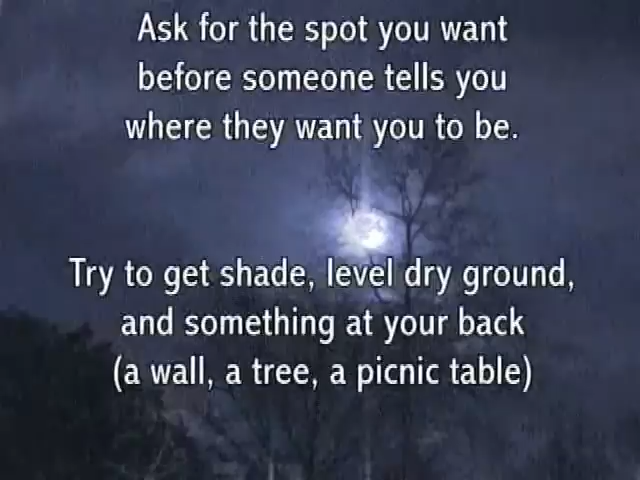 Ask for the spot you want
before someone tells you
where they want you to be.
Try to get shade, level dry ground,
and something at your back
(a wall, a tree, a picnic table)